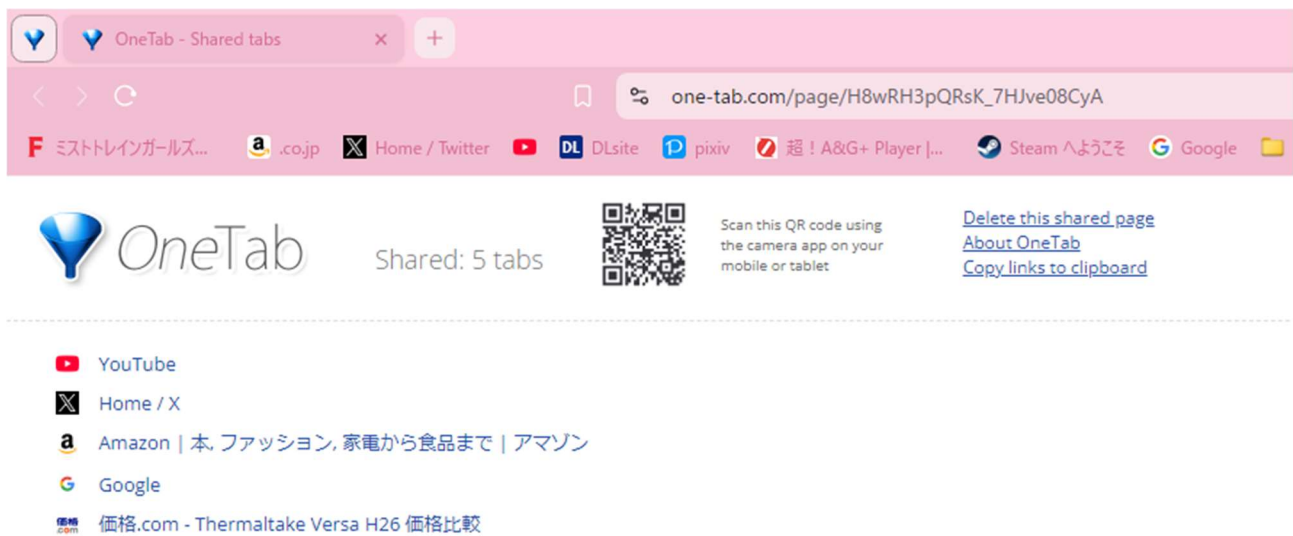 OneTab - Shared tabs
one-tab.com/page/H8wRH3pQRsK_7HJve08CyA
F ミストトレインガールズ... a .co.jp X Home / Twitter DL DLsite p pixiv 超！A&G+ Player |... Steam へようこそ G Google
OneTab
Shared: 5 tabs
Scan this QR code using
the camera app on your
mobile or tablet
Delete this shared page
About OneTab
Copy links to clipboard
YouTube
X Home / X
a Amazon | 本, ファッション, 家電から食品まで | アマゾン
G Google
価格.com 価格.com - Thermaltake Versa H26 価格比較